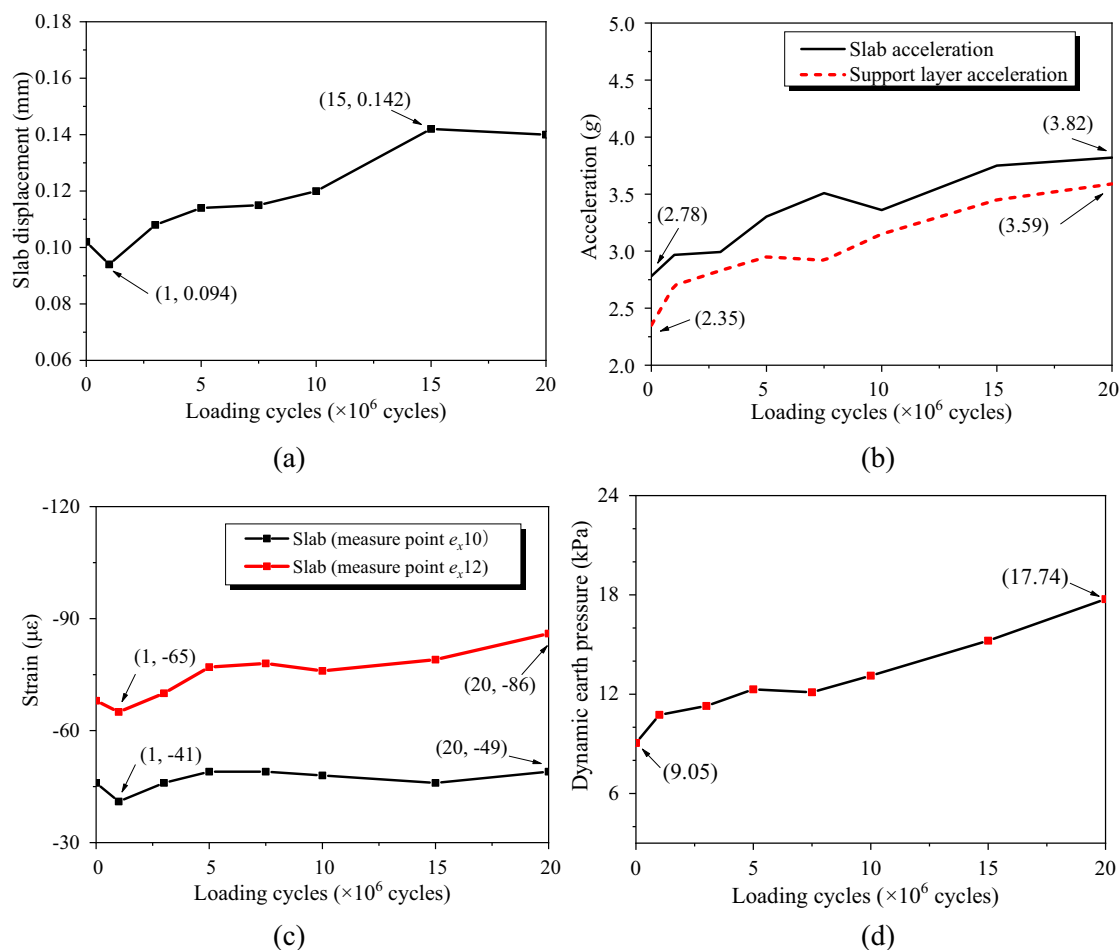 5.0
0.18
Slab acceleration
0.16
4.5
Support layer acceleration
(15, 0.142)
Slab displacement (mm)
0.14
4.0
(3.82)
Acceleration (g)
0.12
3.5
(2.78)
(3.59)
0.10
3.0
(1, 0.094)
0.08
2.5
(2.35)
0.06
2.0
0 5 10 15 20
Loading cycles (×10⁶ cycles)
0 5 10 15 20
Loading cycles (×10⁶ cycles)
(a)
(b)
-120
Slab (measure point eₓ10）
Slab (measure point eₓ12)
-90
Strain (με)
(1, -65)
(20, -86)
-60
(1, -41)
(20, -49)
-30
0 5 10 15 20
Loading cycles (×10⁶ cycles)
(c)
24
Dynamic earth pressure (kPa)
(17.74)
18
12
(9.05)
6
0 5 10 15 20
Loading cycles (×10⁶ cycles)
(d)